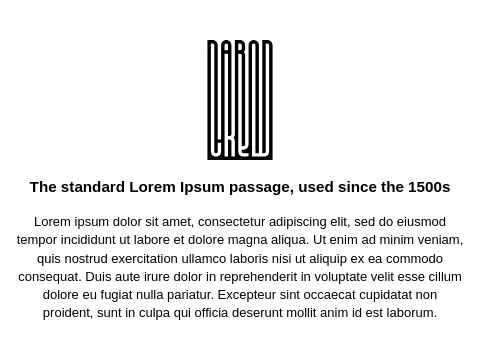 DAROD
crew
The standard Lorem Ipsum passage, used since the 1500s
Lorem ipsum dolor sit amet, consectetur adipiscing elit, sed do eiusmod
tempor incididunt ut labore et dolore magna aliqua. Ut enim ad minim veniam,
quis nostrud exercitation ullamco laboris nisi ut aliquip ex ea commodo
consequat. Duis aute irure dolor in reprehenderit in voluptate velit esse cillum
dolore eu fugiat nulla pariatur. Excepteur sint occaecat cupidatat non
proident, sunt in culpa qui officia deserunt mollit anim id est laborum.